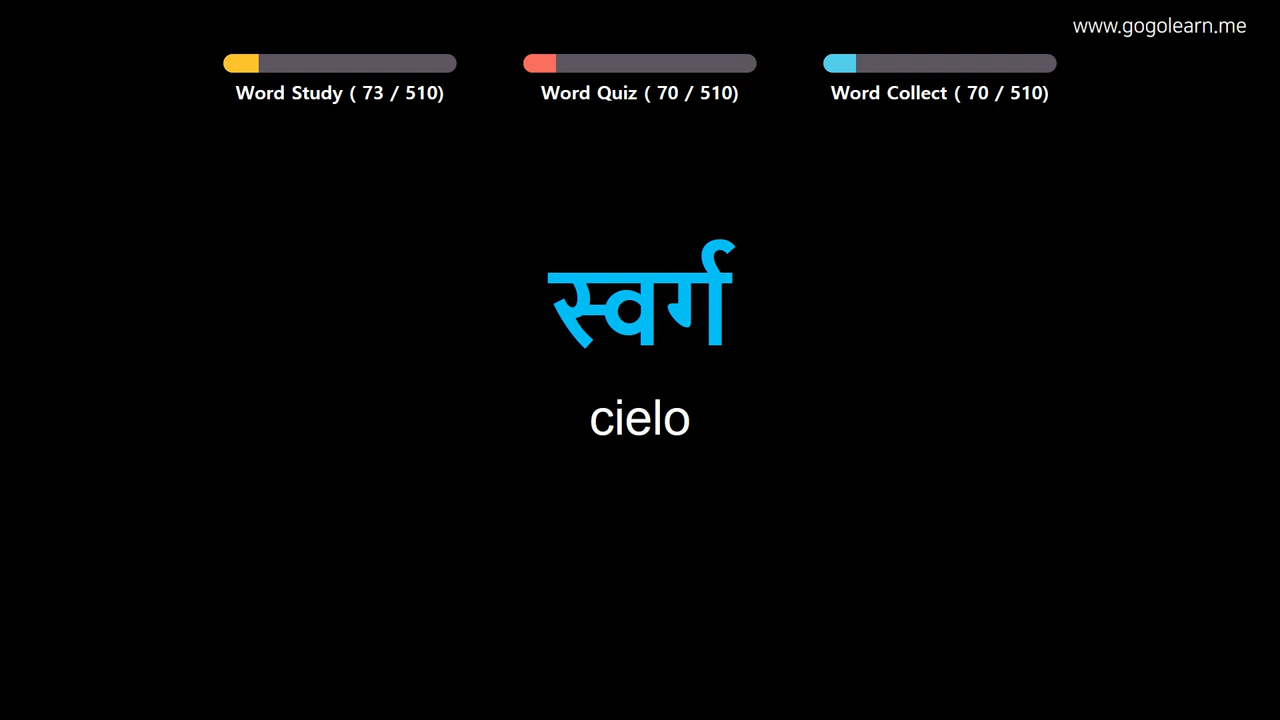 www.gogolearn.me
Word Study ( 73 / 510)
Word Quiz ( 70 / 510)
Word Collect ( 70 / 510)
स्वर्ग
cielo